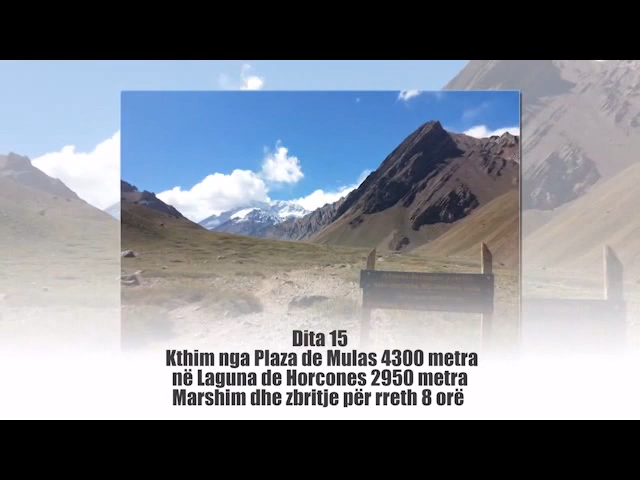 Dita 15
Kthim nga Plaza de Mulas 4300 metra
në Laguna de Horcones 2950 metra
Marshim dhe zbritje për rreth 8 orë